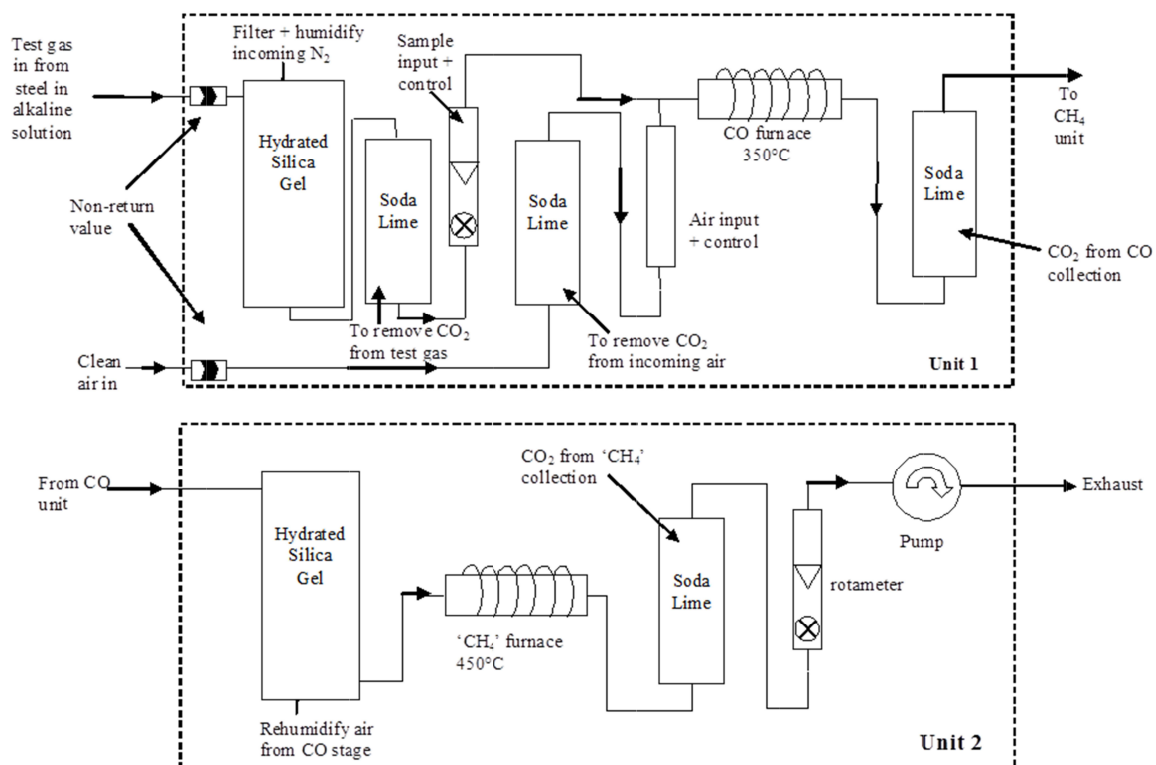 Test gas
in from
steel in
alkaline
solution
Filter + humidify
incoming N₂
Sample
input +
control
Hydrated
Silica
Gel
Soda
Lime
Soda
Lime
CO furnace
350°C
To
CH₄
unit
Soda
Lime
Non-return
value
Air input
+ control
CO₂ from CO
collection
To remove CO₂
from test gas
To remove CO₂
from incoming air
Clean
air in
Unit 1
From CO
unit
CO₂ from ‘CH₄’
collection
Exhaust
Hydrated
Silica
Gel
Pump
Soda
Lime
rotameter
‘CH₄’ furnace
450°C
Rehumidify air
from CO stage
Unit 2